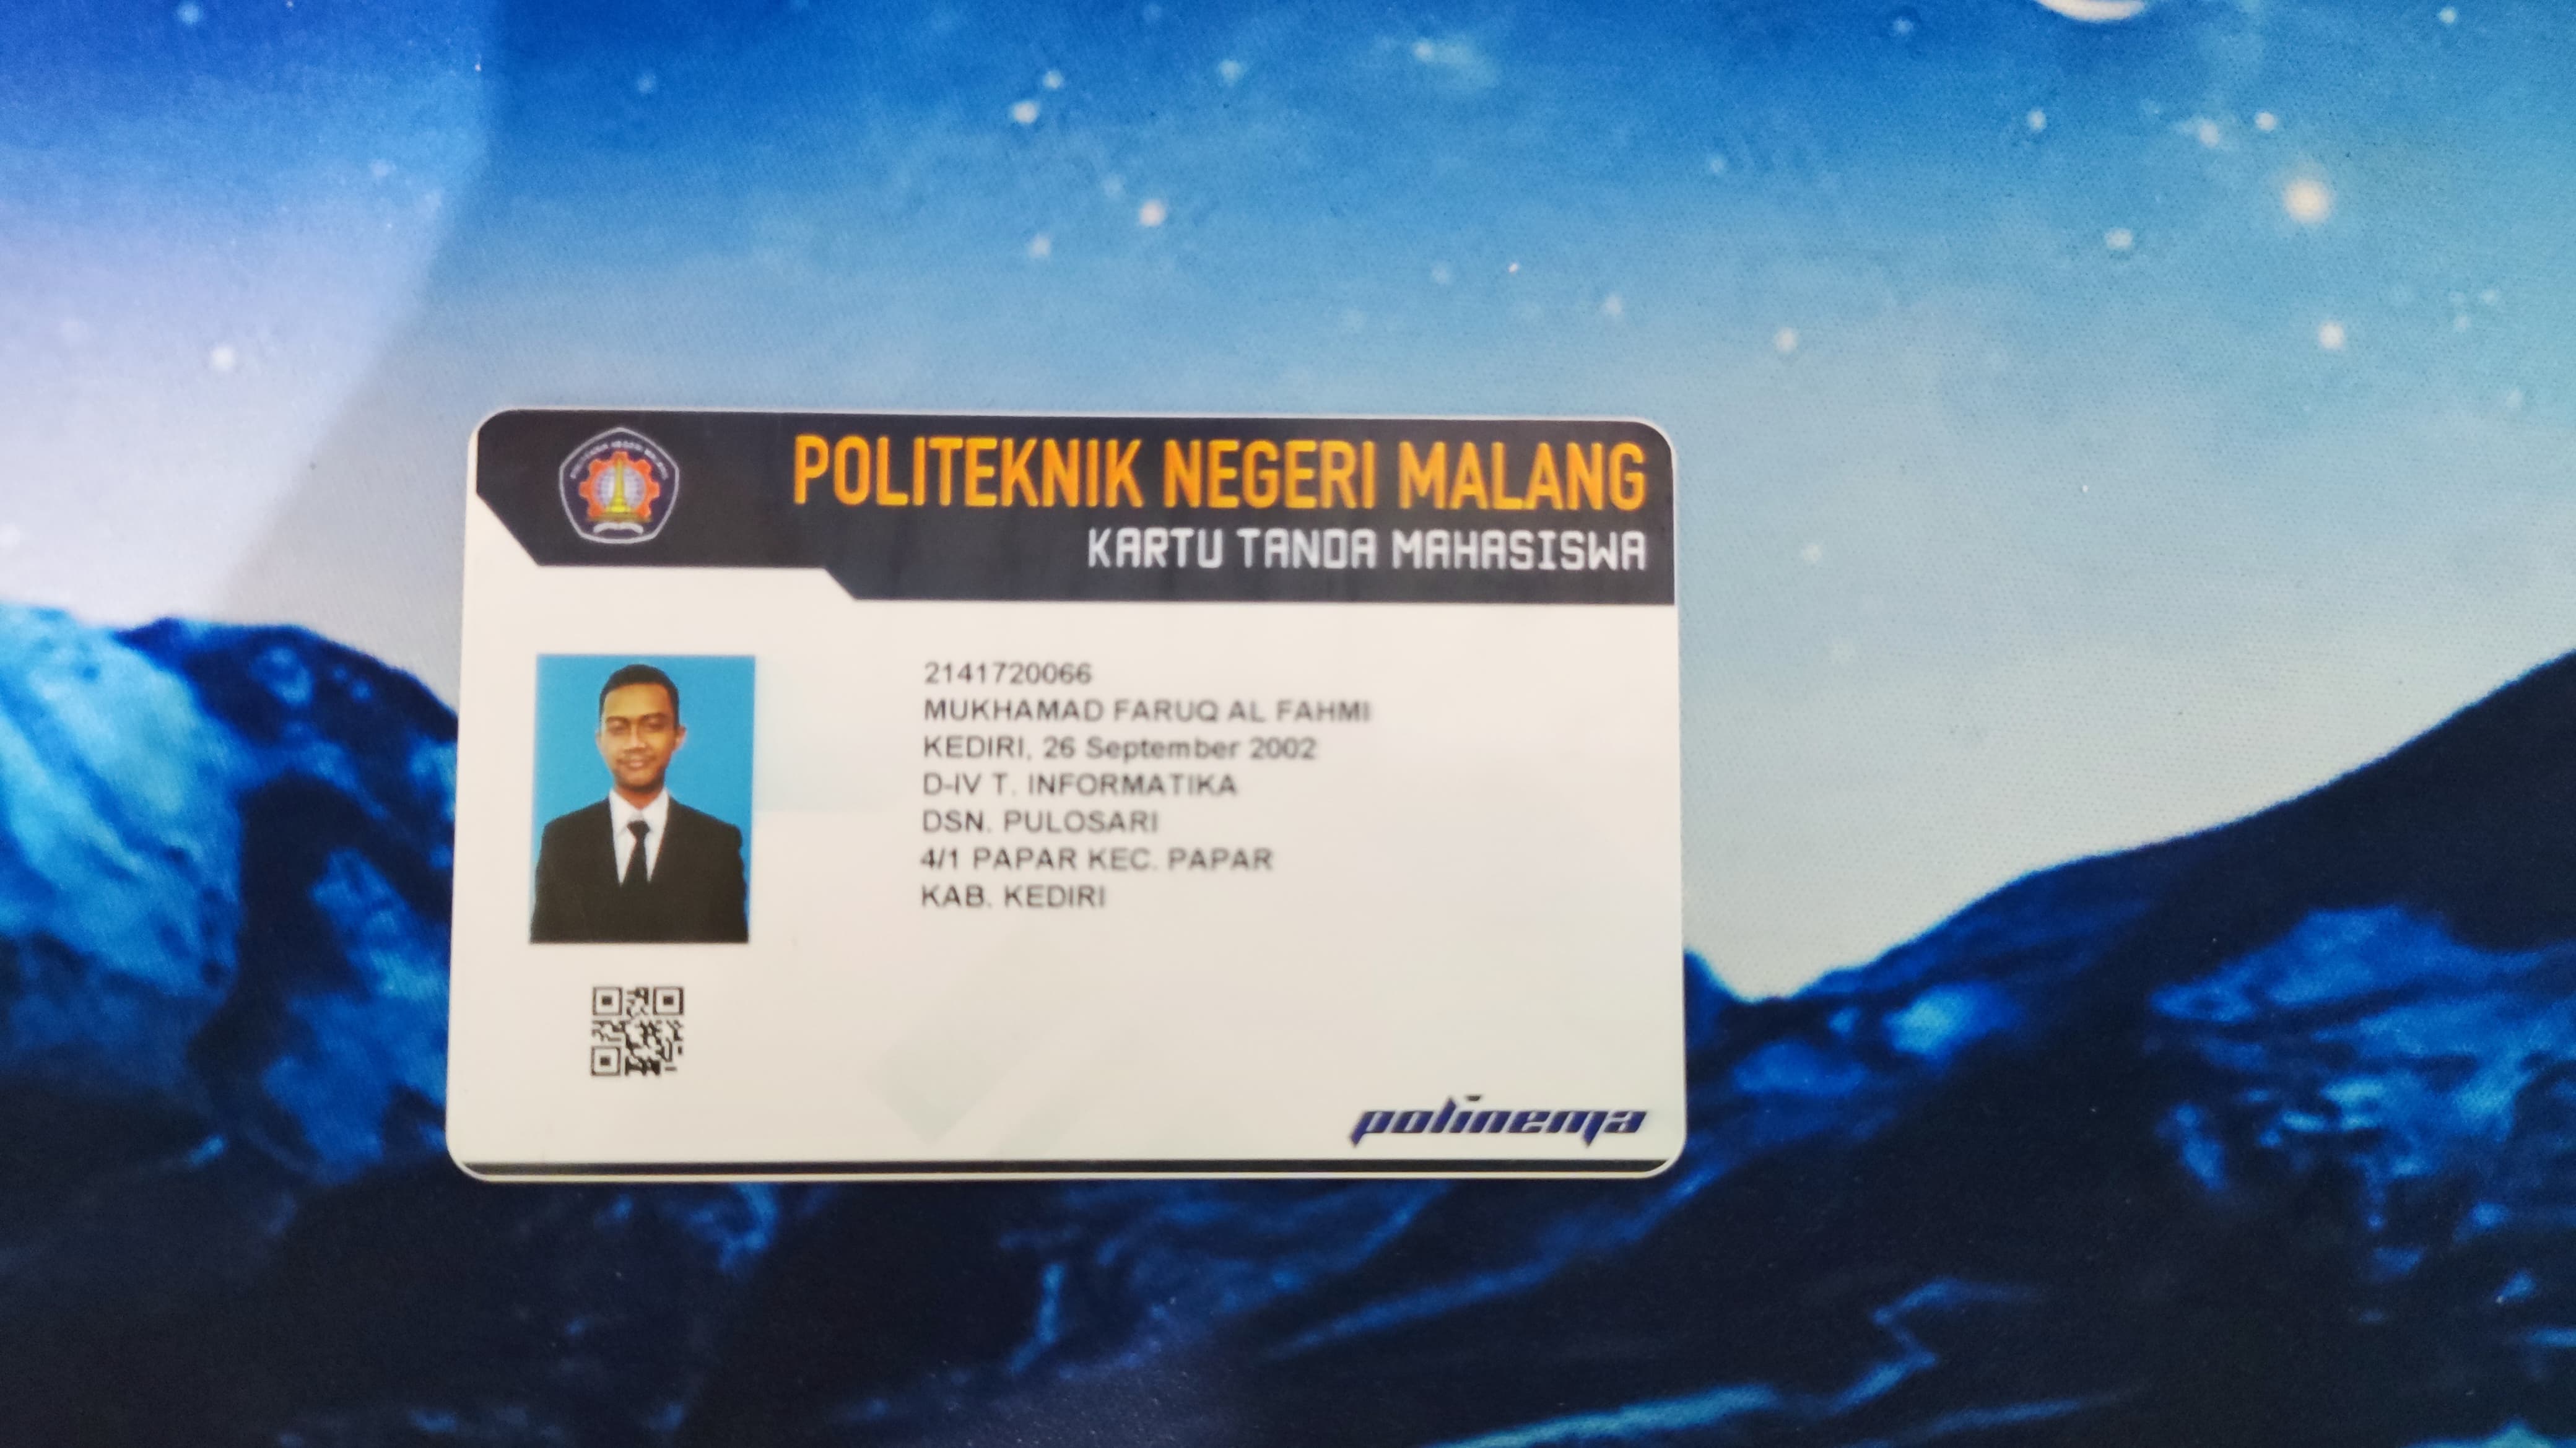 POLITEKNIK NEGERI MALANG
KARTU TANDA MAHASISWA
2141720066
MUKHAMAD FARUQ AL FAHMI
KEDIRI, 26 September 2002
D-IV T. INFORMATIKA
DSN. PULOSARI
4/1 PAPAR KEC. PAPAR
KAB. KEDIRI
polinema